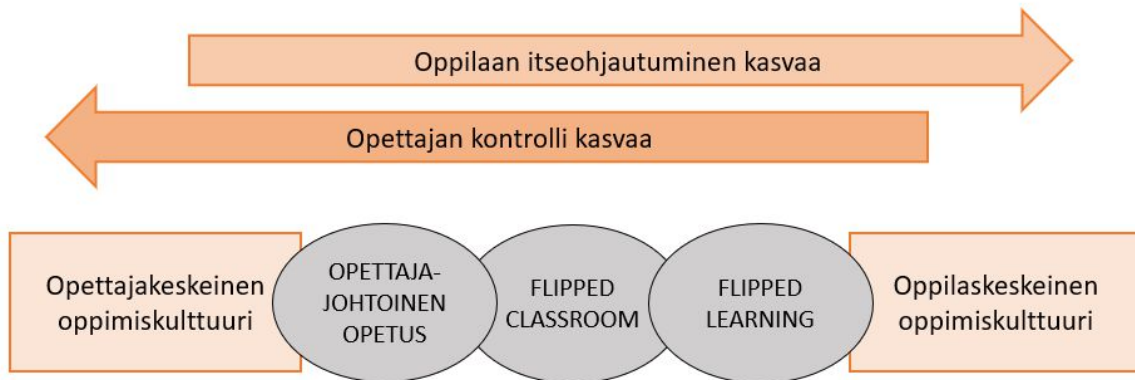 Oppilaan itseohjautuminen kasvaa
Opettajan kontrolli kasvaa
Opettajakeskeinen
oppimiskulttuuri
OPETTAJA-
JOHTOINEN
OPETUS
FLIPPED
CLASSROOM
FLIPPED
LEARNING
Oppilaskeskeinen
oppimiskulttuuri